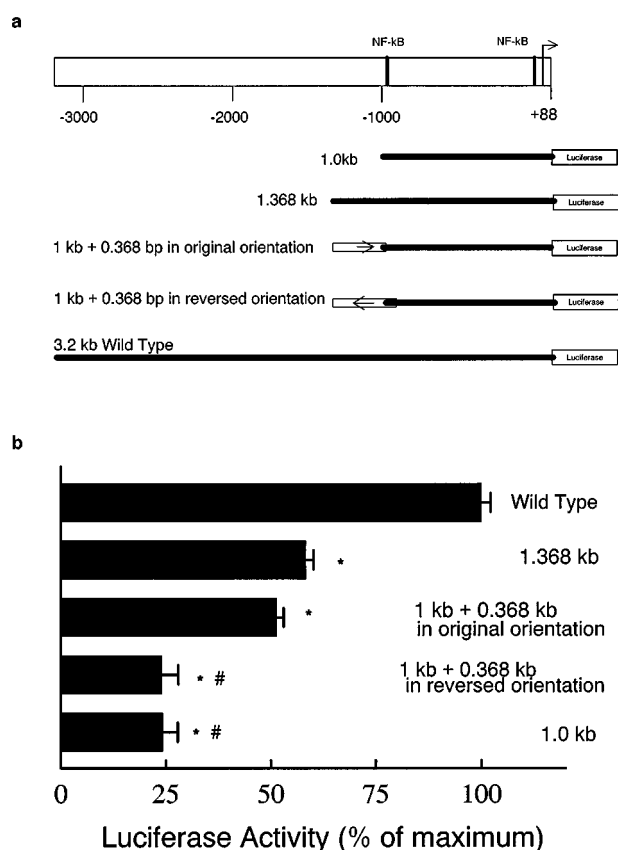 a
NF-kB NF-kB
-3000 -2000 -1000 +88
1.0kb Luciferase
1.368 kb Luciferase
1 kb + 0.368 bp in original orientation Luciferase
1 kb + 0.368 bp in reversed orientation Luciferase
3.2 kb Wild Type
Luciferase
b
Wild Type
* 1.368 kb
* 1 kb + 0.368 kb
in original orientation
* # 1 kb + 0.368 kb
in reversed orientation
* # 1.0 kb
0 25 50 75 100
Luciferase Activity (% of maximum)